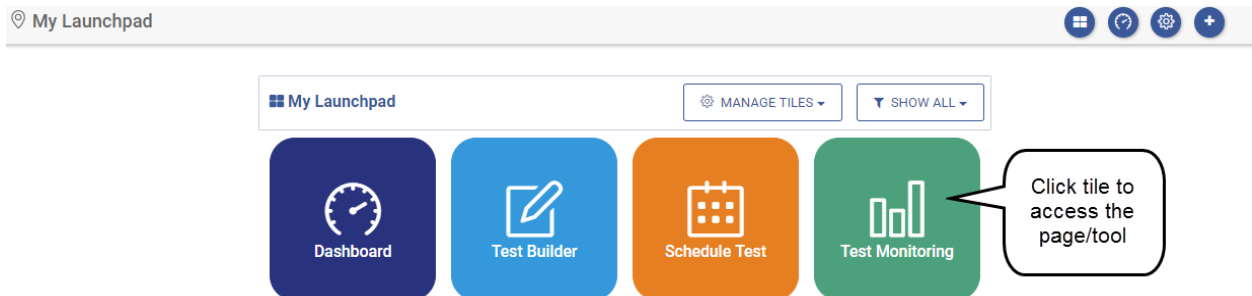 My Launchpad
My Launchpad
MANAGE TILES
SHOW ALL
Dashboard
Test Builder
Schedule Test
Test Monitoring
Click tile to
access the
page/tool